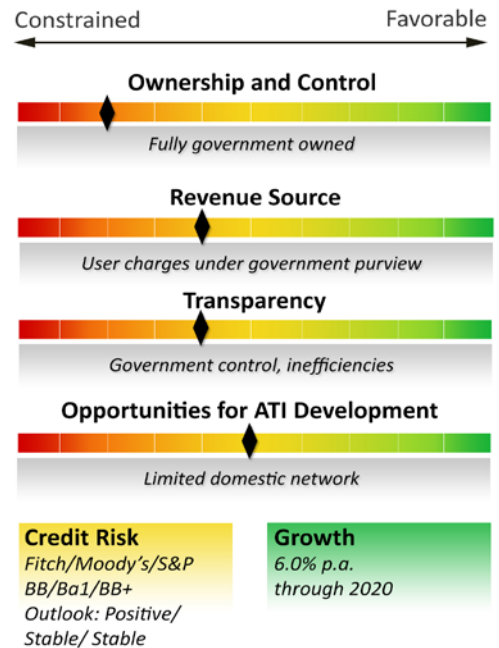 Constrained Favorable
Ownership and Control
Fully government owned
Revenue Source
User charges under government purview
Transparency
Government control, inefficiencies
Opportunities for ATI Development
Limited domestic network
Credit Risk
Fitch/Moody's/S&P
BB/Ba1/BB+
Outlook: Positive/
Stable/ Stable
Growth
6.0% p.a.
through 2020